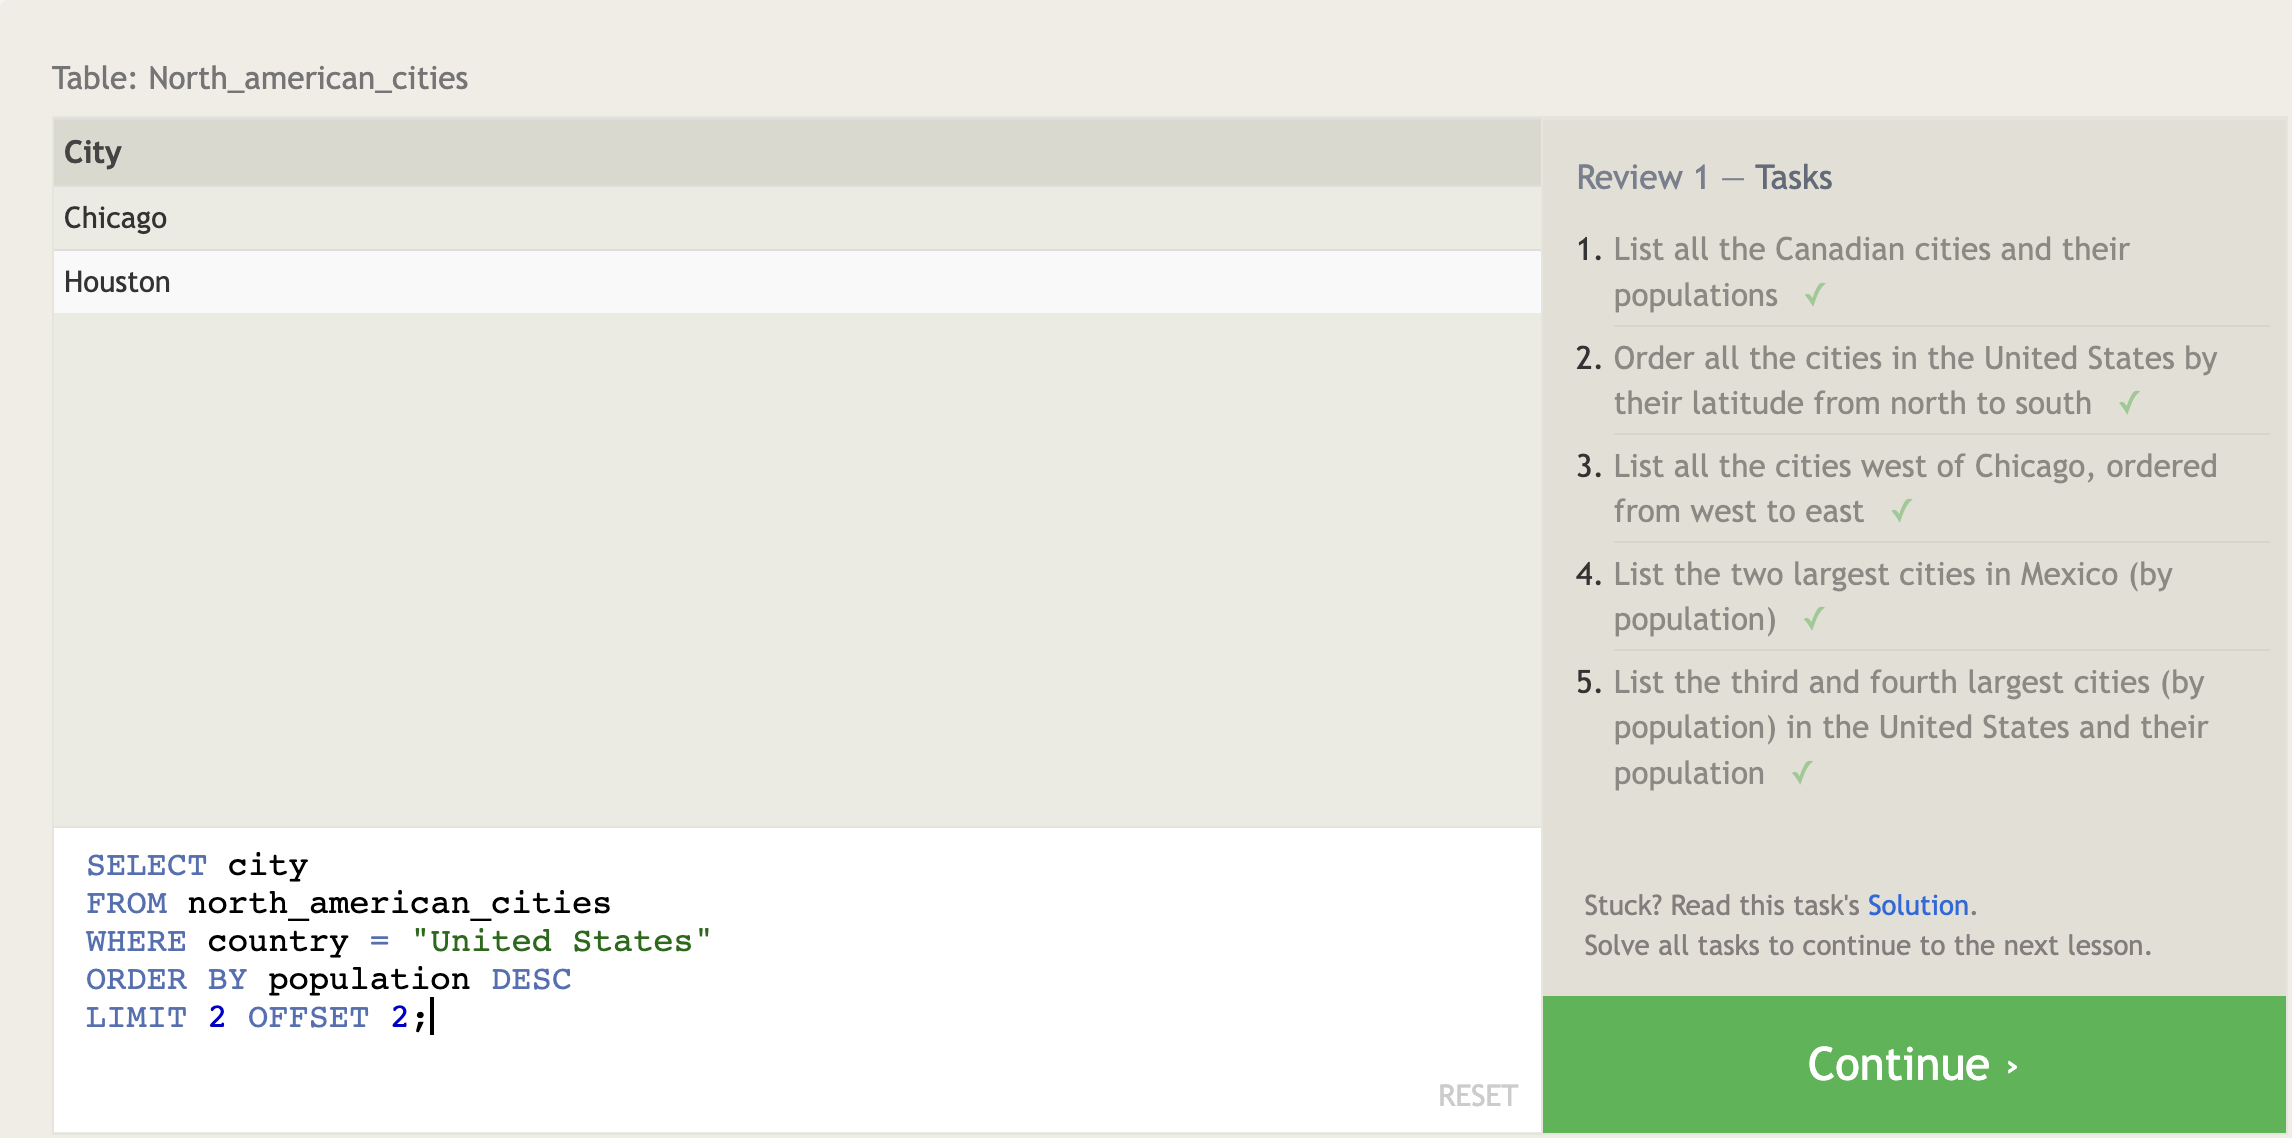 Table: North_american_cities
City
Chicago
Houston
SELECT city
FROM north_american_cities
WHERE country = "United States"
ORDER BY population DESC
LIMIT 2 OFFSET 2;
RESET
Review 1 — Tasks
1. List all the Canadian cities and their
populations ✓
2. Order all the cities in the United States by
their latitude from north to south ✓
3. List all the cities west of Chicago, ordered
from west to east ✓
4. List the two largest cities in Mexico (by
population) ✓
5. List the third and fourth largest cities (by
population) in the United States and their
population ✓
Stuck? Read this task's Solution.
Solve all tasks to continue to the next lesson.
Continue ›